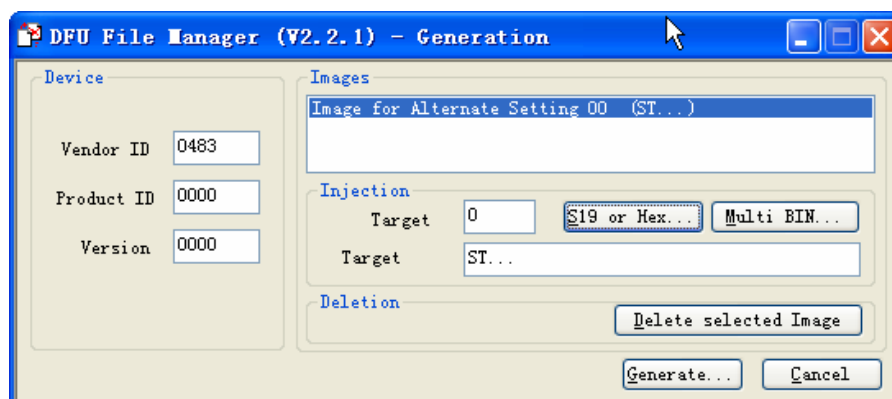 DFU File Manager (V2.2.1) - Generation
Device
Vendor ID 0483
Product ID 0000
Version 0000
Images
Image for Alternate Setting 00 (ST...)
Injection
Target 0 S19 or Hex... Multi BIN...
Target ST...
Deletion
Delete selected Image
Generate... Cancel